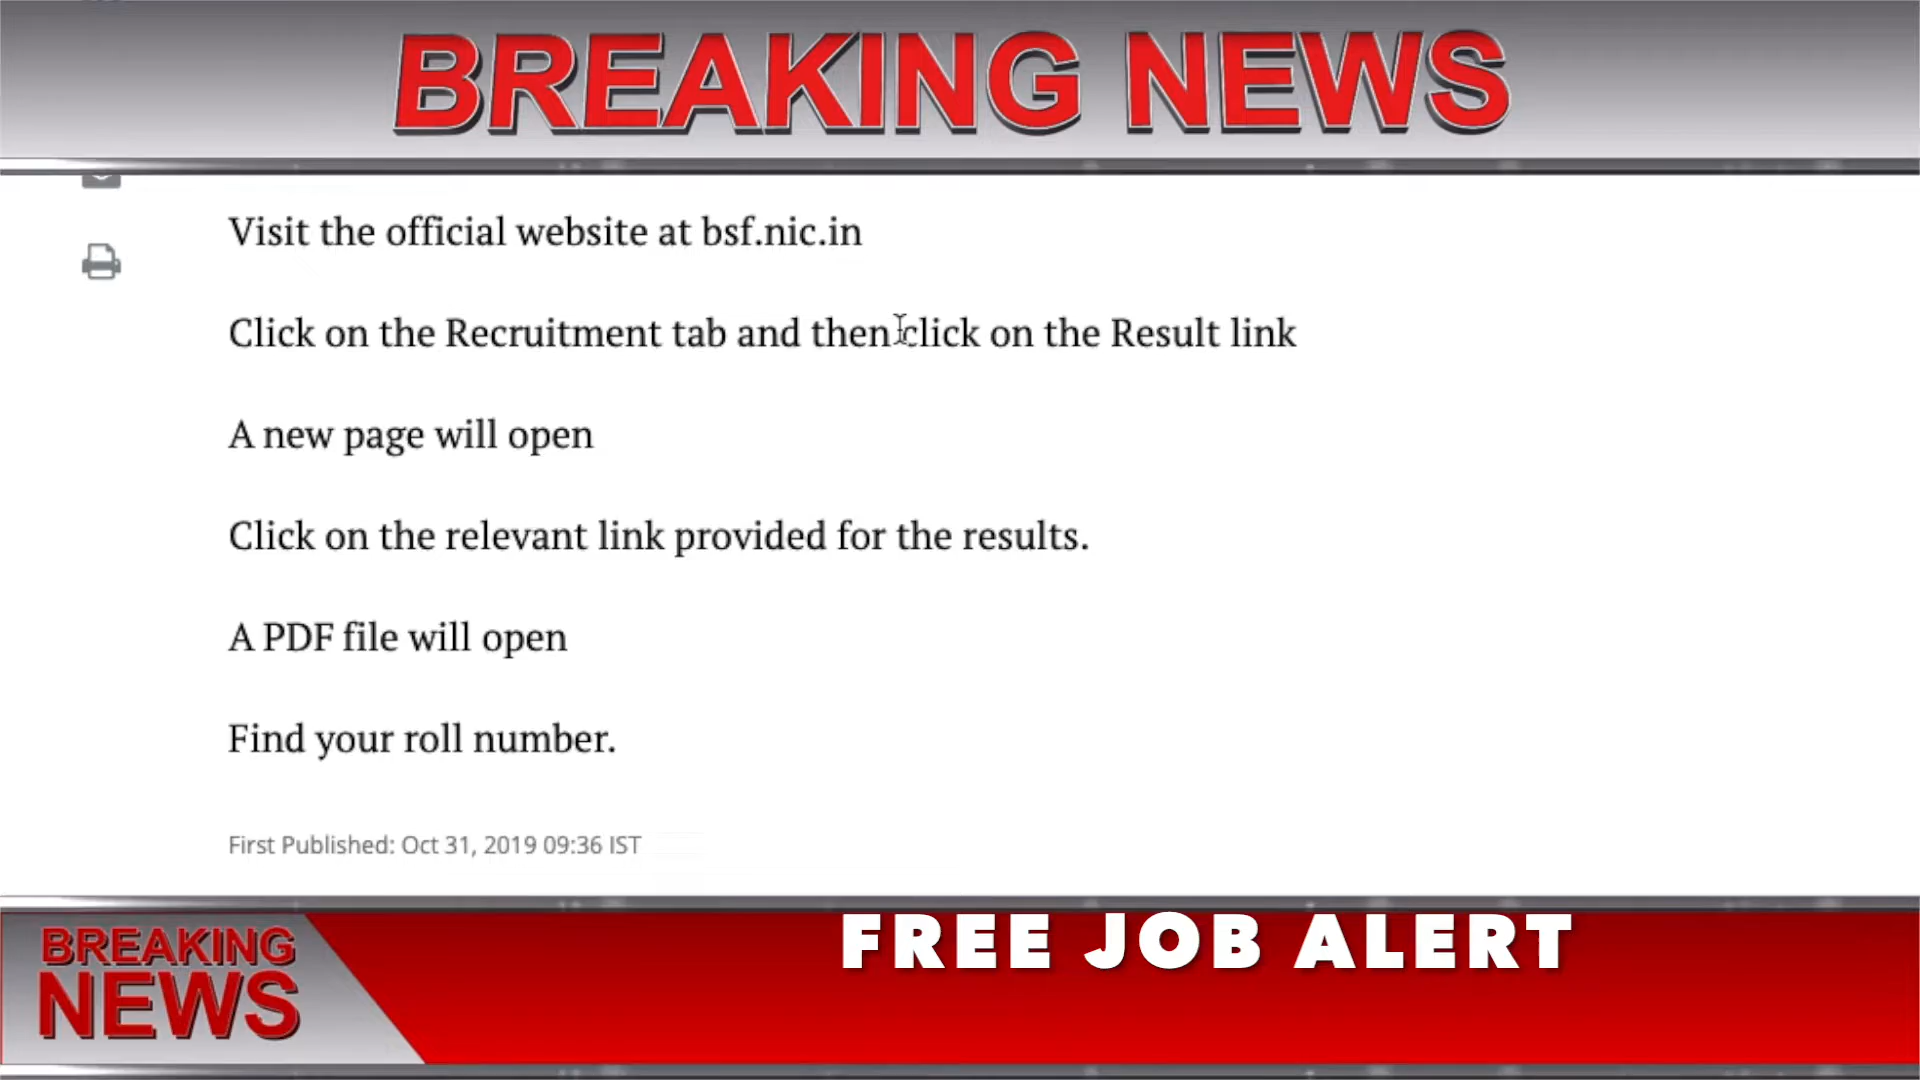 BREAKING NEWS
Visit the official website at bsf.nic.in
Click on the Recruitment tab and then click on the Result link
A new page will open
Click on the relevant link provided for the results.
A PDF file will open
Find your roll number.
First Published: Oct 31, 2019 09:36 IST
FREE JOB ALERT
BREAKING
NEWS